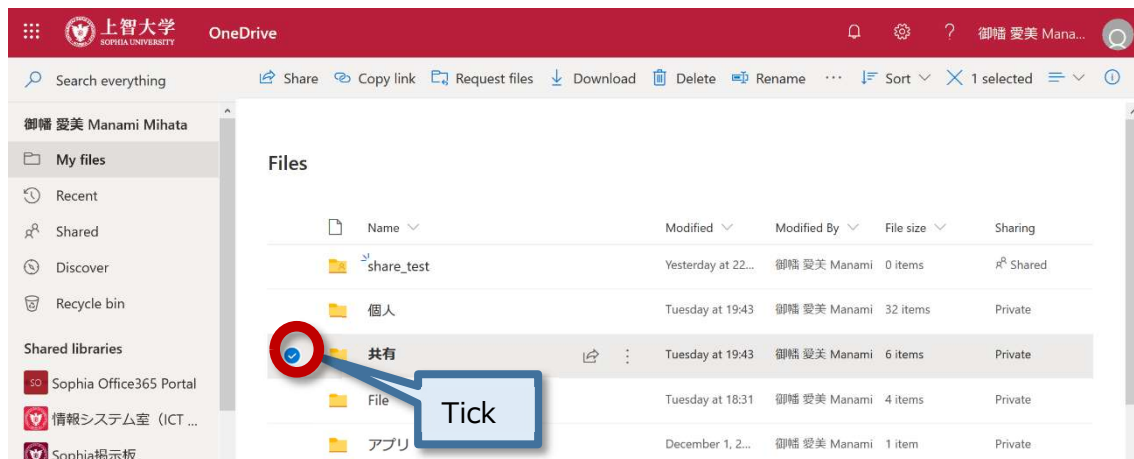 上智大学
SOPHIA UNIVERSITY
OneDrive
?
御幡 愛美 Mana...
Search everything
Share
Copy link
Request files
Download
Delete
Rename
...
Sort
1 selected
御幡 愛美 Manami Mihata
My files
Recent
Shared
Discover
Recycle bin
Shared libraries
SO Sophia Office365 Portal
情報システム室（ICT ...
Sophia掲示板
Files
Name Modified Modified By File size Sharing
share_test Yesterday at 22... 御幡 愛美 Manami 0 items Shared
個人 Tuesday at 19:43 御幡 愛美 Manami 32 items Private
共有 Tuesday at 19:43 御幡 愛美 Manami 6 items Private
File Tuesday at 18:31 御幡 愛美 Manami 4 items Private
アプリ December 1, 2... 御幡 愛美 Manami 1 item Private
Tick